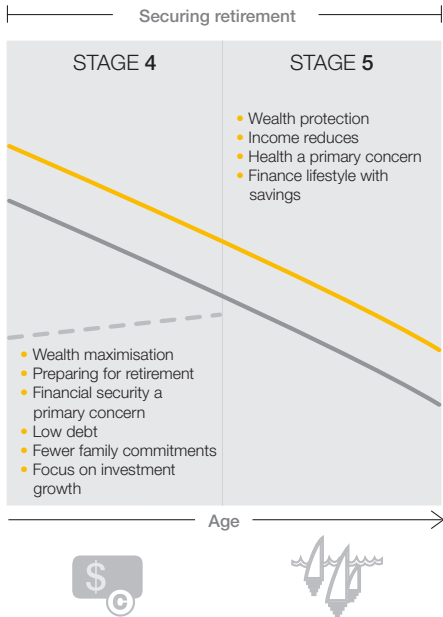 Securing retirement
STAGE 4
STAGE 5
• Wealth protection
• Income reduces
• Health a primary concern
• Finance lifestyle with
savings
• Wealth maximisation
• Preparing for retirement
• Financial security a
primary concern
• Low debt
• Fewer family commitments
• Focus on investment
growth
Age
$
C